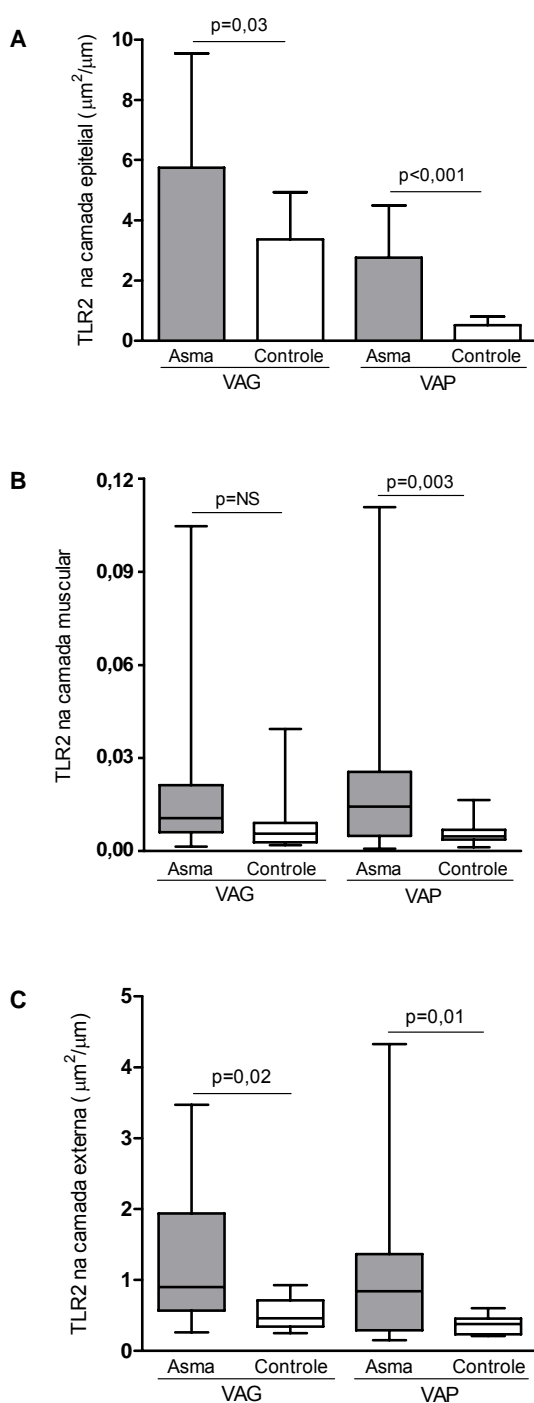 A
TLR2 na camada epitelial (μm²/μm)
10
8
6
4
2
0
p=0,03
p<0,001
Asma Controle Asma Controle
VAG VAP
B
TLR2 na camada muscular
0,12
0,09
0,06
0,03
0,00
p=NS
p=0,003
Asma Controle Asma Controle
VAG VAP
C
TLR2 na camada externa (μm²/μm)
5
4
3
2
1
0
p=0,02
p=0,01
Asma Controle Asma Controle
VAG VAP